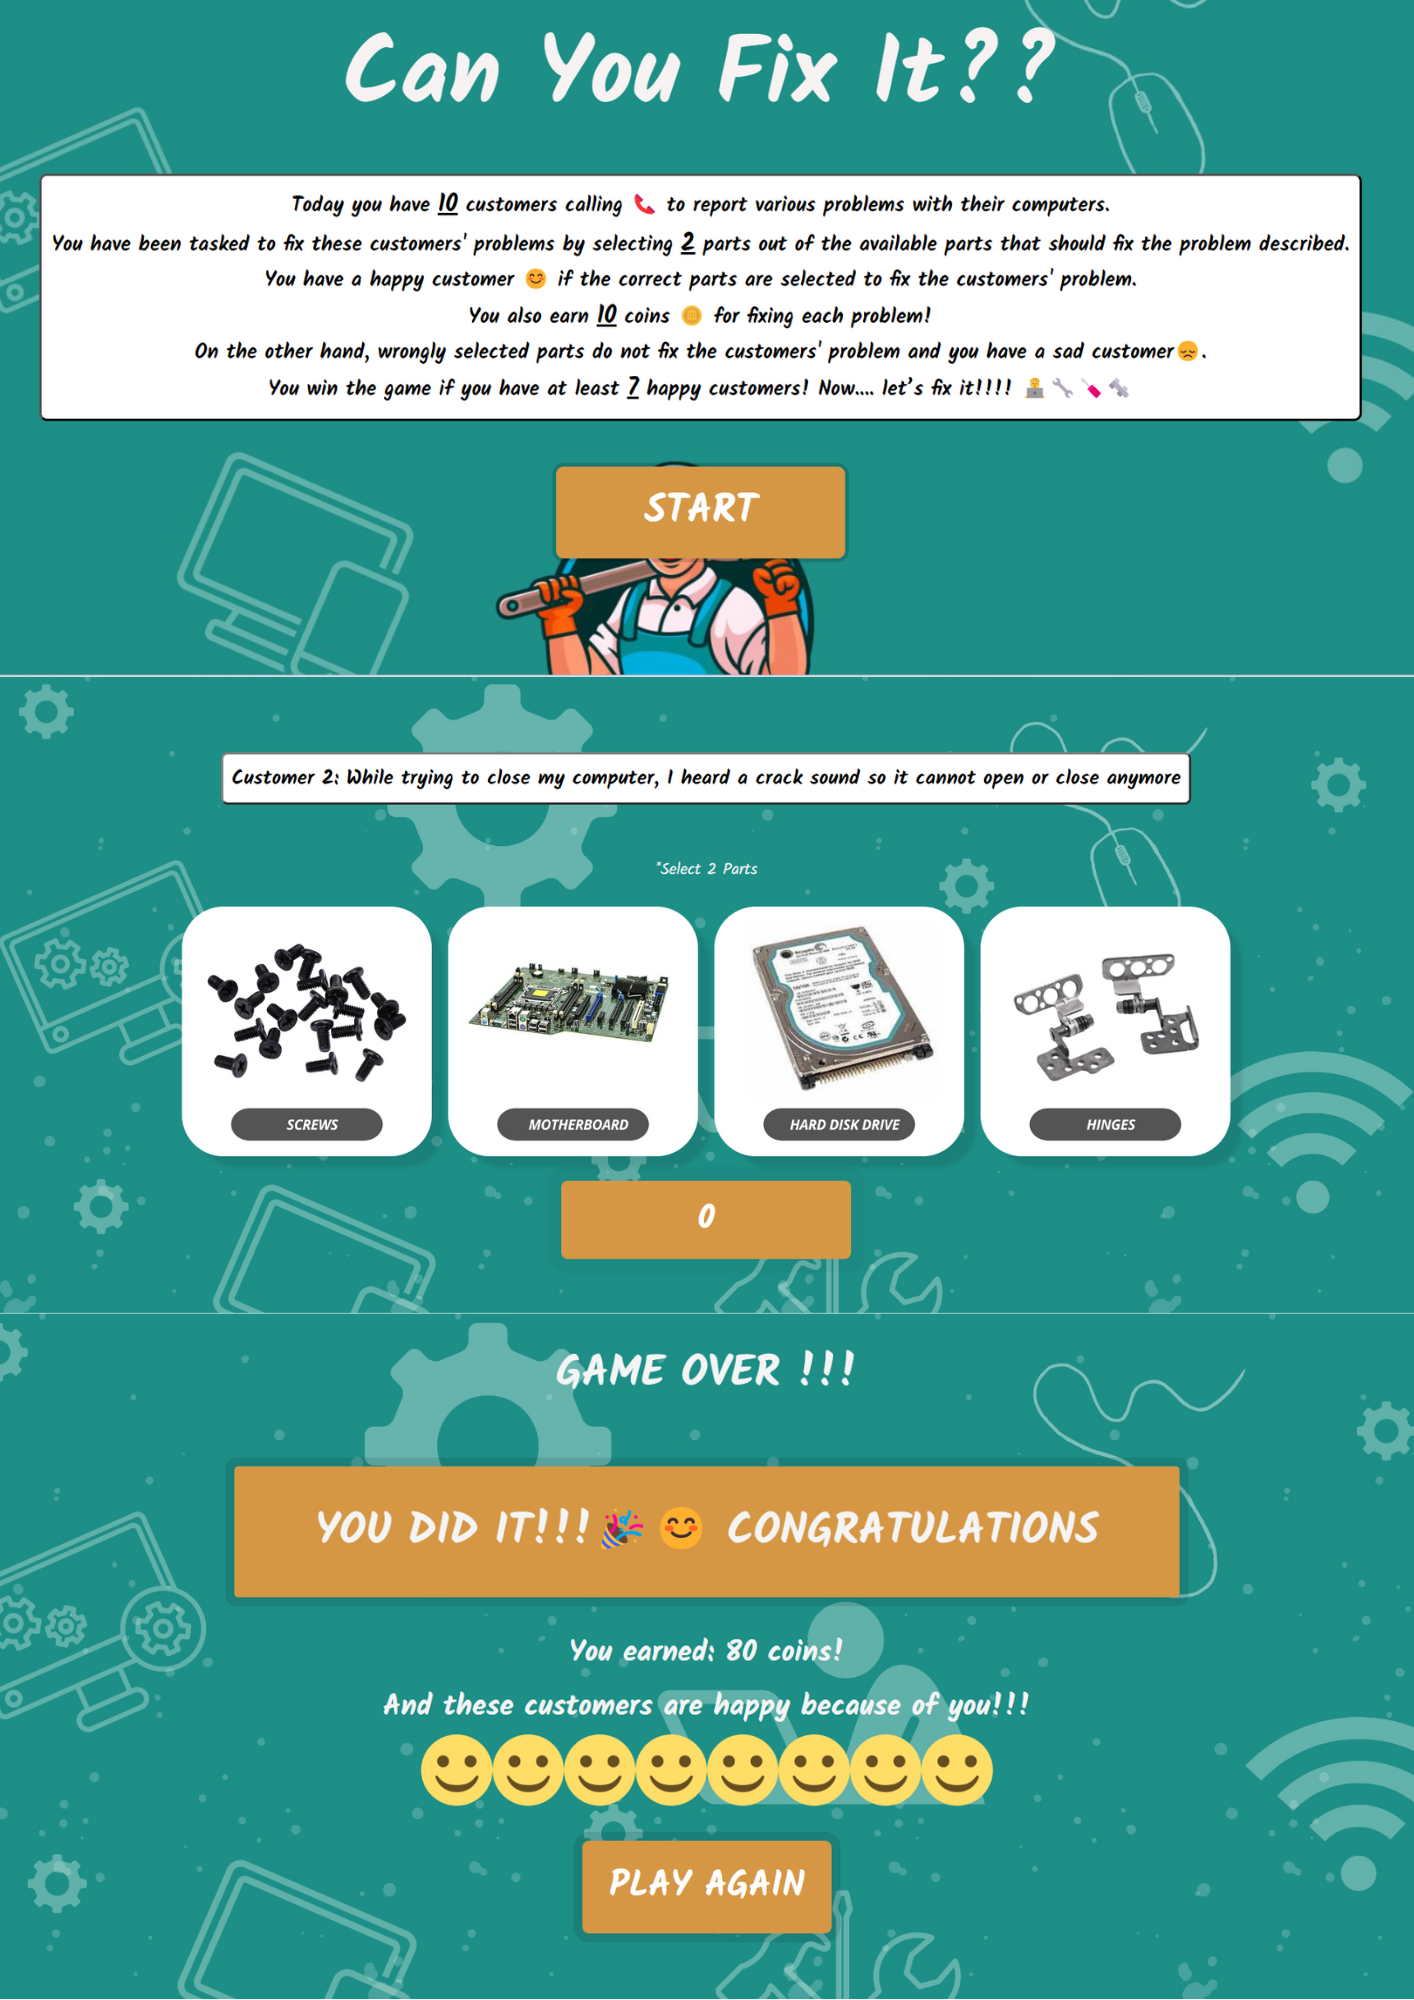 Can You Fix It??
Today you have 10 customers calling 📞 to report various problems with their computers.
You have been tasked to fix these customers' problems by selecting 2 parts out of the available parts that should fix the problem described.
You have a happy customer 😊 if the correct parts are selected to fix the customers' problem.
You also earn 10 coins 🪙 for fixing each problem!
On the other hand, wrongly selected parts do not fix the customers' problem and you have a sad customer😞.
You win the game if you have at least 7 happy customers! Now.... let's fix it!!!! 🧑‍💻🔧🪛🔩
START
Customer 2: While trying to close my computer, I heard a crack sound so it cannot open or close anymore
*Select 2 Parts
SCREWS
MOTHERBOARD
HARD DISK DRIVE
HINGES
0
GAME OVER !!!
YOU DID IT!!!🎉😊 CONGRATULATIONS
You earned: 80 coins!
And these customers are happy because of you!!!
PLAY AGAIN